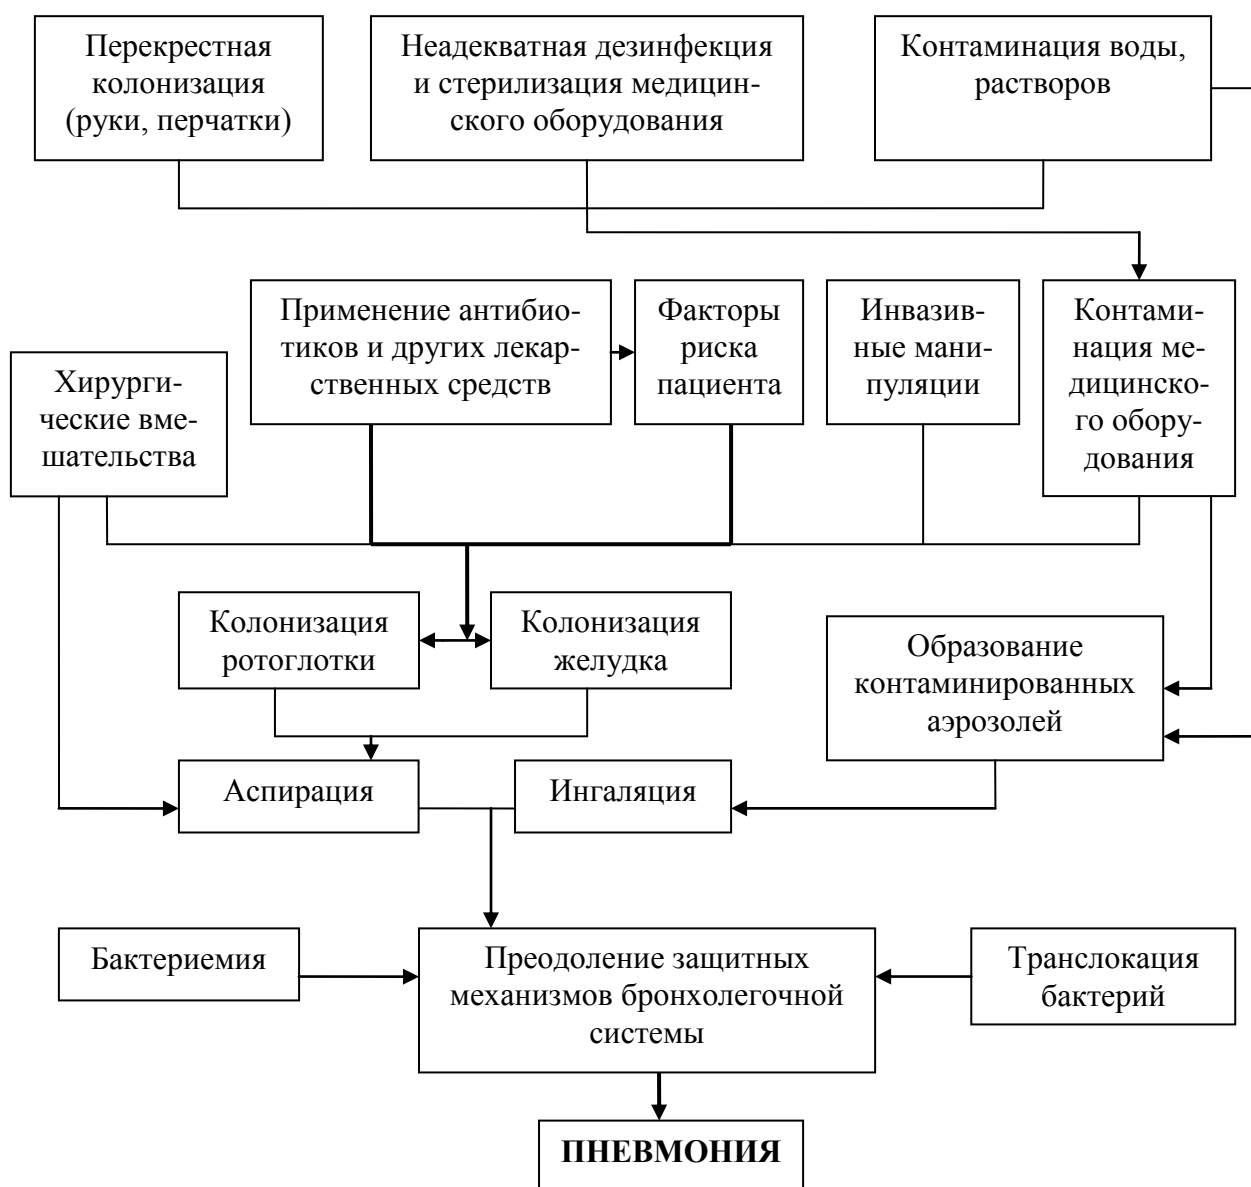 Перекрестная
колонизация
(руки, перчатки)
Неадекватная дезинфекция
и стерилизация медицин-
ского оборудования
Контаминация воды,
растворов
Применение антибио-
тиков и других лекар-
ственных средств
Факторы
риска
пациента
Инвазив-
ные мани-
пуляции
Контами-
нация ме-
дицинско-
го обору-
дования
Хирурги-
ческие вме-
шательства
Колонизация
ротоглотки
Колонизация
желудка
Образование
контаминированных
аэрозолей
Аспирация
Ингаляция
Бактериемия
Преодоление защитных
механизмов бронхолегочной
системы
Транслокация
бактерий
ПНЕВМОНИЯ